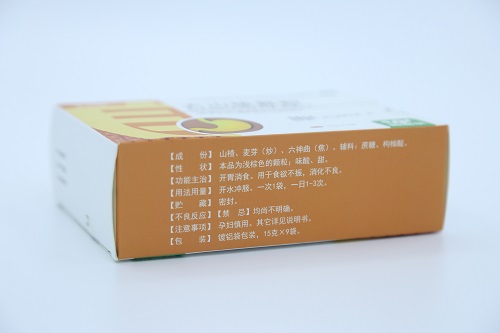 【成　份】山楂、麦芽（炒）、六神曲（焦）。辅料：蔗糖、枸橼酸。
【性　状】本品为浅棕色的颗粒；味酸、甜。
【功能主治】开胃消食。用于食欲不振，消化不良。
【用法用量】开水冲服。一次1袋，一日1-3次。
【贮　藏】密封。
【不良反应】【禁　忌】均尚不明确。
【注意事项】孕妇慎用，其它详见说明书。
【包　装】镀铝袋包装，15克×9袋。